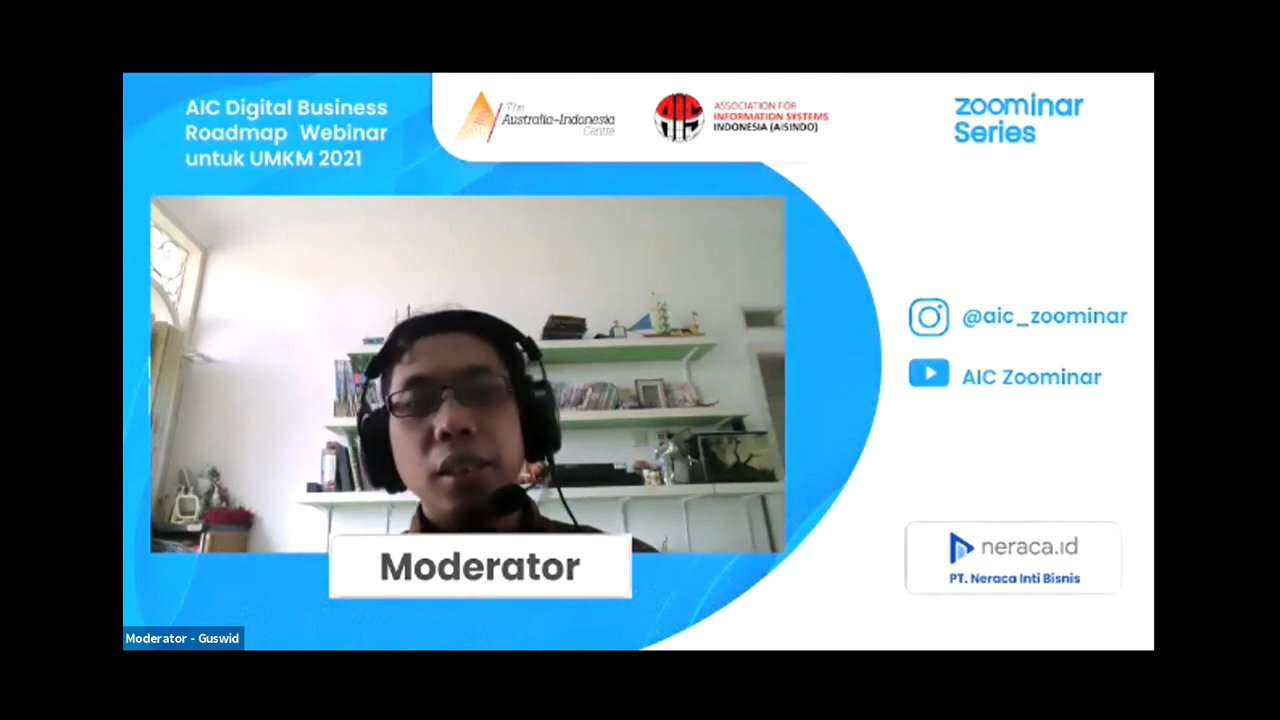 AIC Digital Business
Roadmap Webinar
untuk UMKM 2021
The
Australia-Indonesia
Centre
AIS
ASSOCIATION FOR
INFORMATION SYSTEMS
INDONESIA (AISINDO)
zoominar
Series
@aic_zoominar
AIC Zoominar
Moderator
neraca.id
PT. Neraca Inti Bisnis
Moderator - Guswid